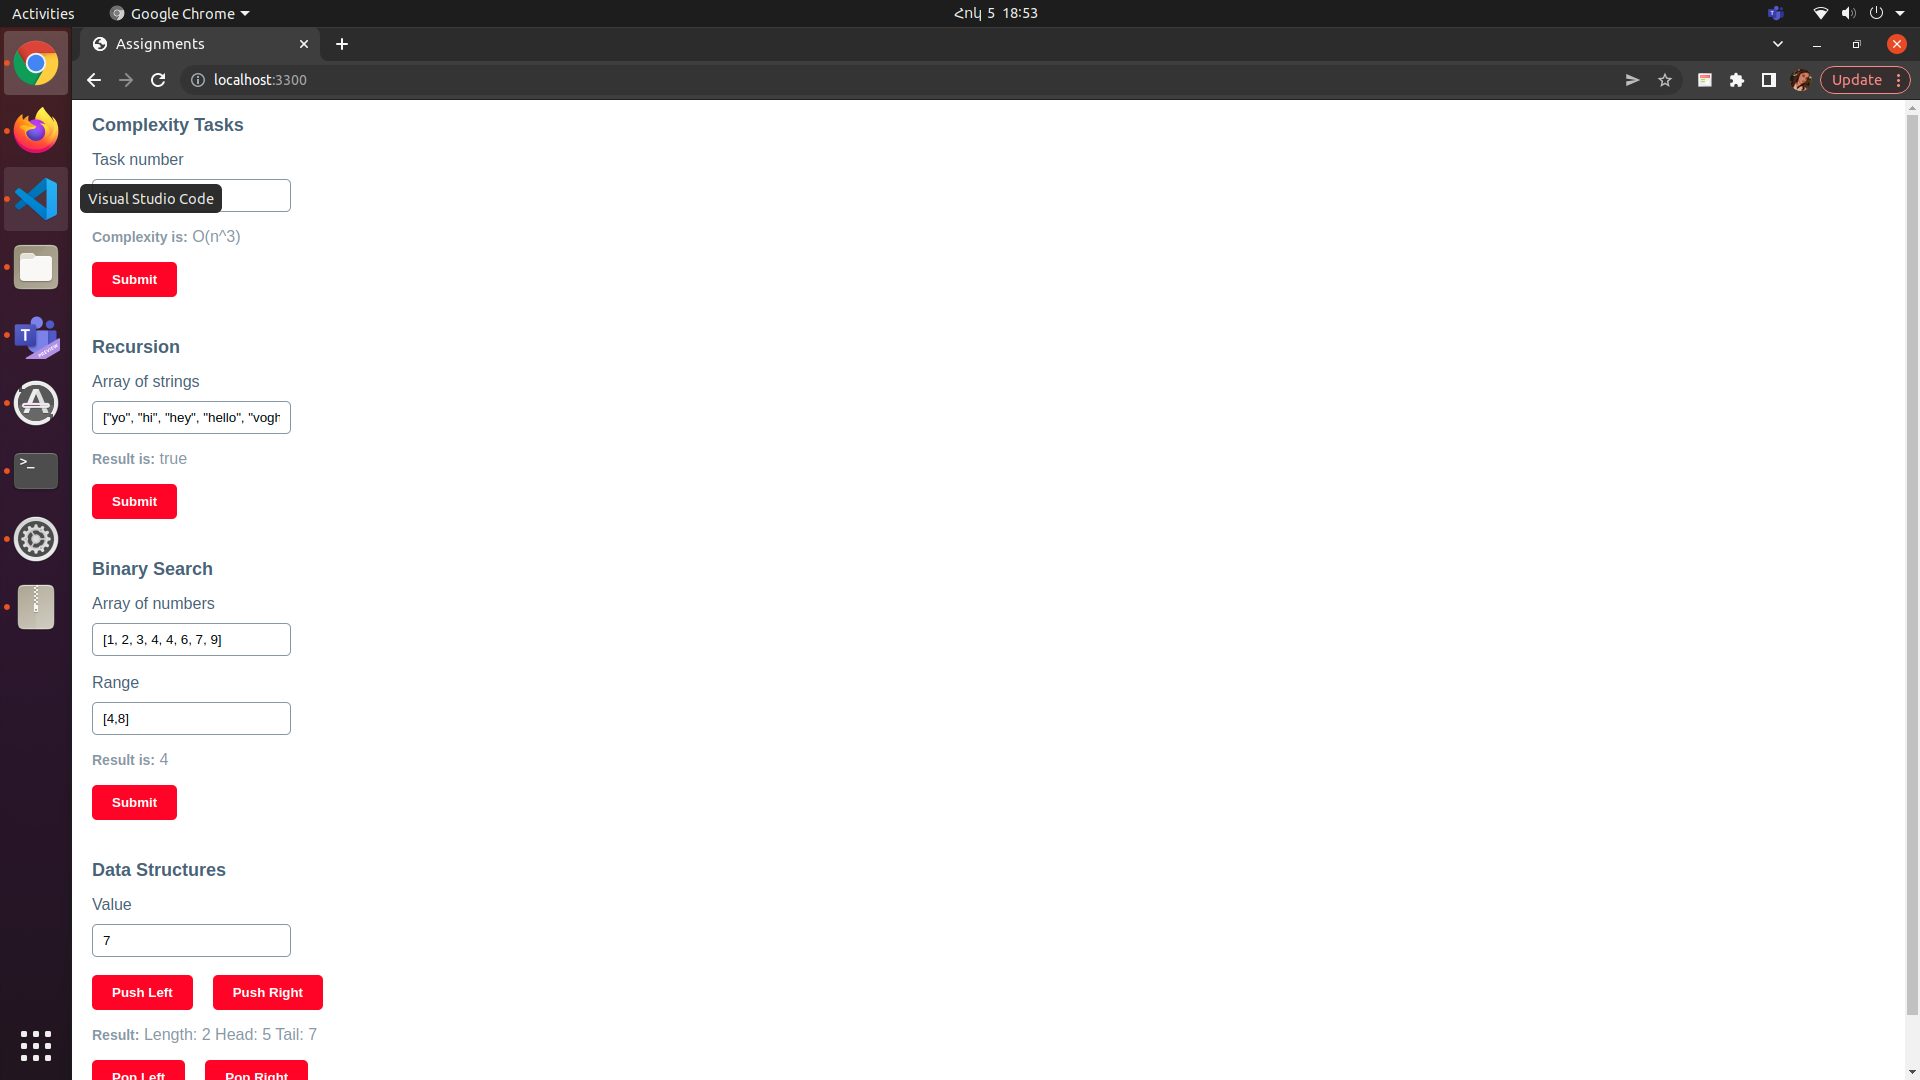 Activities
Google Chrome
Հոկ 5 18:53
Assignments
localhost:3300
Update
Complexity Tasks
Task number
Visual Studio Code
Complexity is: O(n^3)
Submit
Recursion
Array of strings
["yo", "hi", "hey", "hello", "vogh
Result is: true
Submit
Binary Search
Array of numbers
[1, 2, 3, 4, 4, 6, 7, 9]
Range
[4,8]
Result is: 4
Submit
Data Structures
Value
7
Push Left Push Right
Result: Length: 2 Head: 5 Tail: 7
Pop Left Pop Right